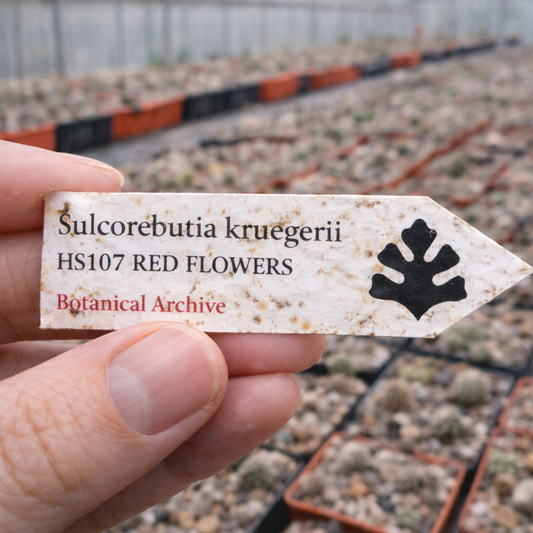 Sulcorebutia kruegerii
HS107 RED FLOWERS
Botanical Archive